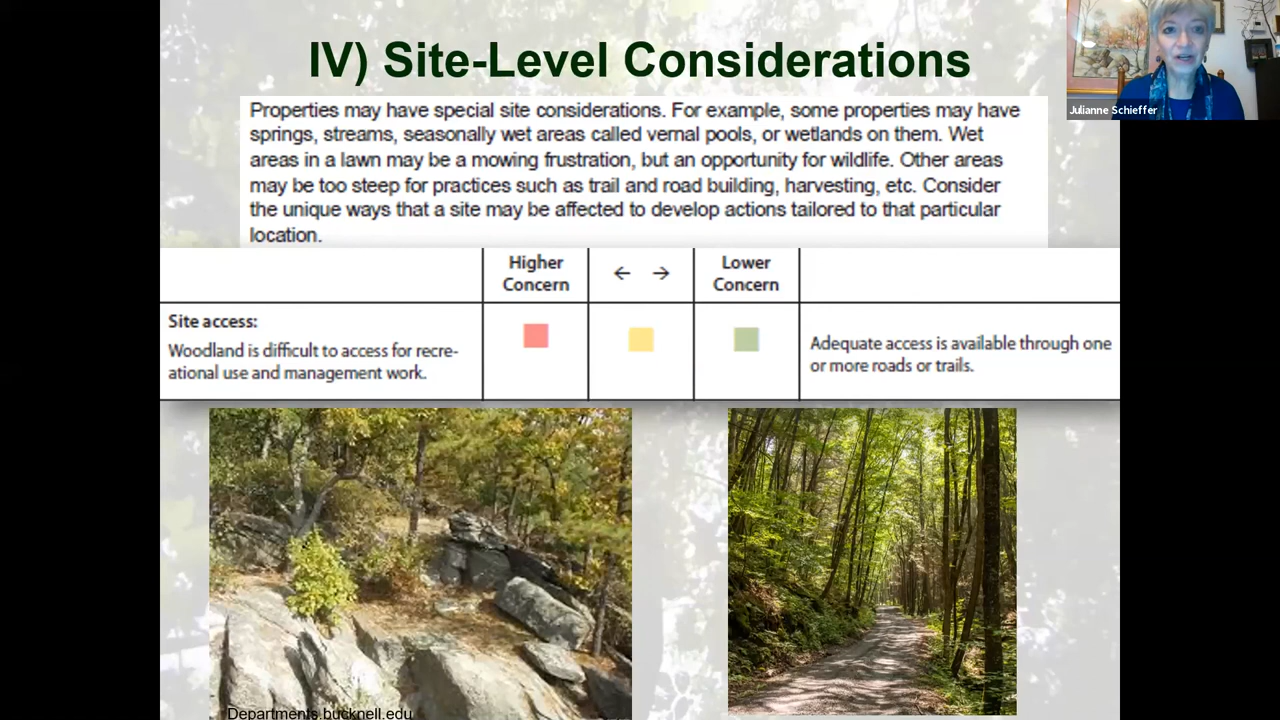 IV) Site-Level Considerations
Julianne Schieffer
Properties may have special site considerations. For example, some properties may have
springs, streams, seasonally wet areas called vernal pools, or wetlands on them. Wet
areas in a lawn may be a mowing frustration, but an opportunity for wildlife. Other areas
may be too steep for practices such as trail and road building, harvesting, etc. Consider
the unique ways that a site may be affected to develop actions tailored to that particular
location.
Higher
Concern
← →
Lower
Concern
Site access:
Woodland is difficult to access for recre-
ational use and management work.
Adequate access is available through one
or more roads or trails.
Departments.bucknell.edu